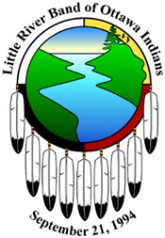 Little River Band of Ottawa Indians
September 21, 1994